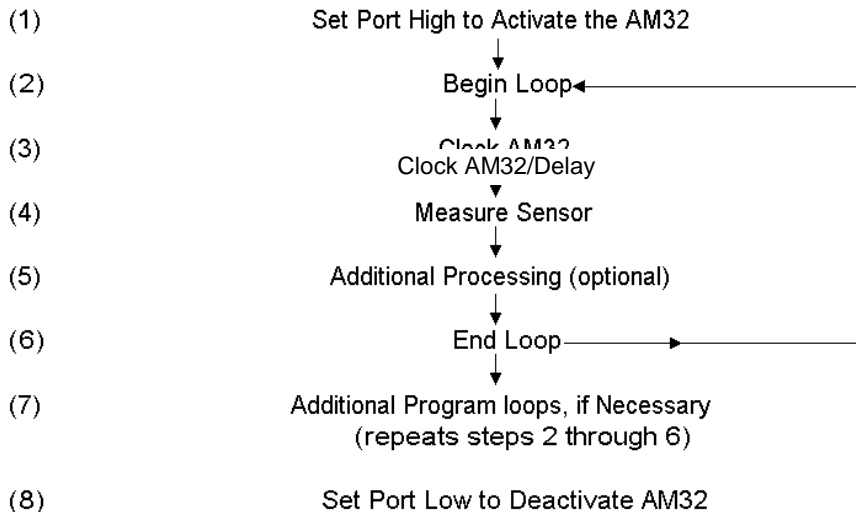 (1) Set Port High to Activate the AM32
(2) Begin Loop
(3) Clock AM32
Clock AM32/Delay
(4) Measure Sensor
(5) Additional Processing (optional)
(6) End Loop
(7) Additional Program loops, if Necessary
(repeats steps 2 through 6)
(8) Set Port Low to Deactivate AM32